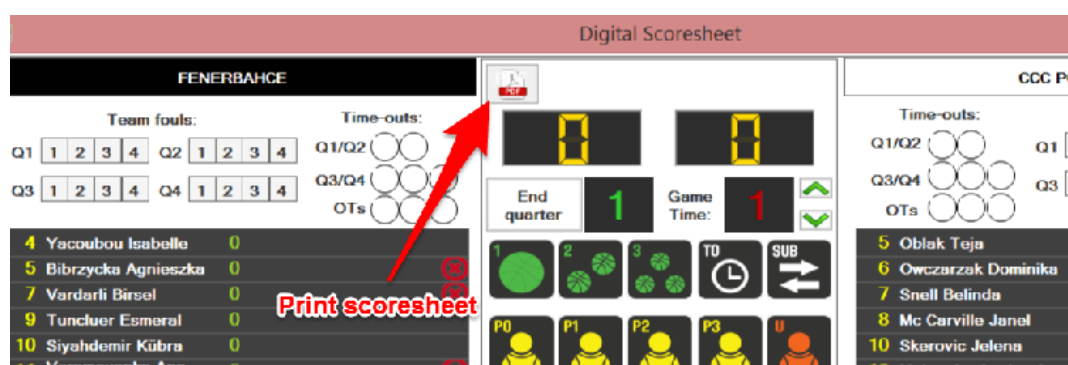 Digital Scoresheet
FENERBAHCE
Team fouls:
Time-outs:
Q1 1 2 3 4 Q2 1 2 3 4
Q1/Q2
Q3 1 2 3 4 Q4 1 2 3 4
Q3/Q4
OTs
4 Yacoubou Isabelle 0
5 Bibrzycka Agnieszka 0
7 Vardarli Birsel 0
9 Tuncluer Esmeral 0
10 Siyahdemir Kübra 0
Print scoresheet
PDF
0 0
End quarter
1
Game Time:
1
1 2 3 TO SUB
P0 P1 P2 P3 U
CCC
Time-outs:
Q1/Q2
Q1
Q3/Q4
Q3
OTs
5 Oblak Teja
6 Owczarzak Dominika
7 Snell Belinda
8 Mc Carville Janel
10 Skerovic Jelena